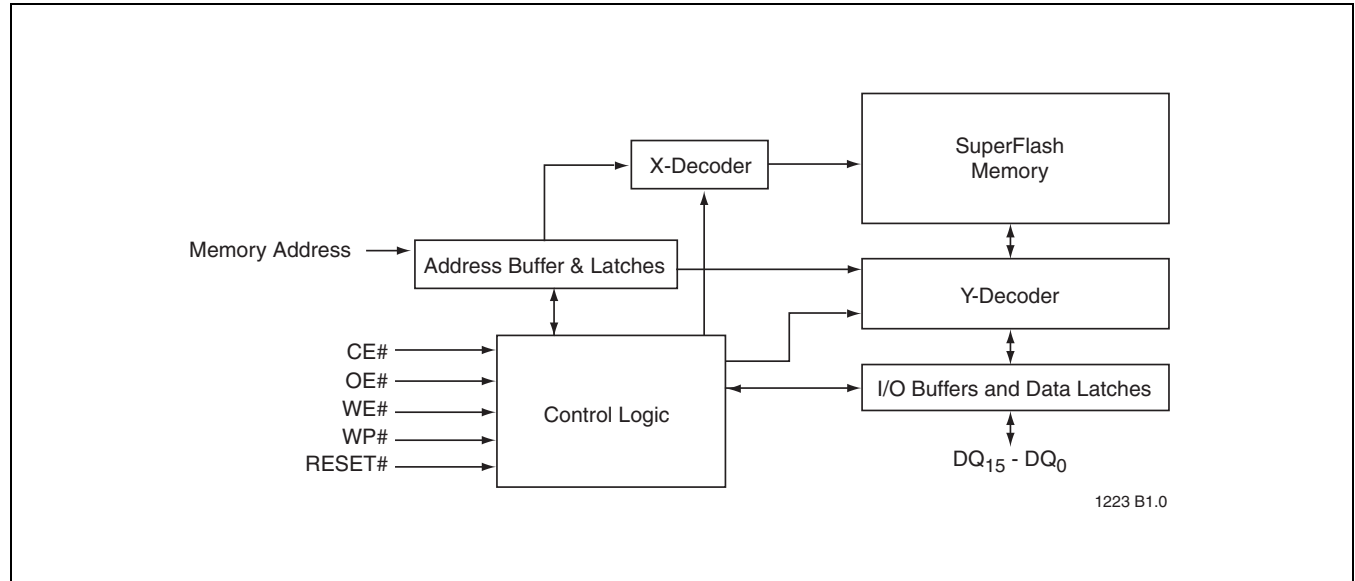 SuperFlash
Memory
X-Decoder
Memory Address
Address Buffer & Latches
Y-Decoder
CE#
OE#
WE#
WP#
RESET#
Control Logic
I/O Buffers and Data Latches
DQ15 - DQ0
1223 B1.0